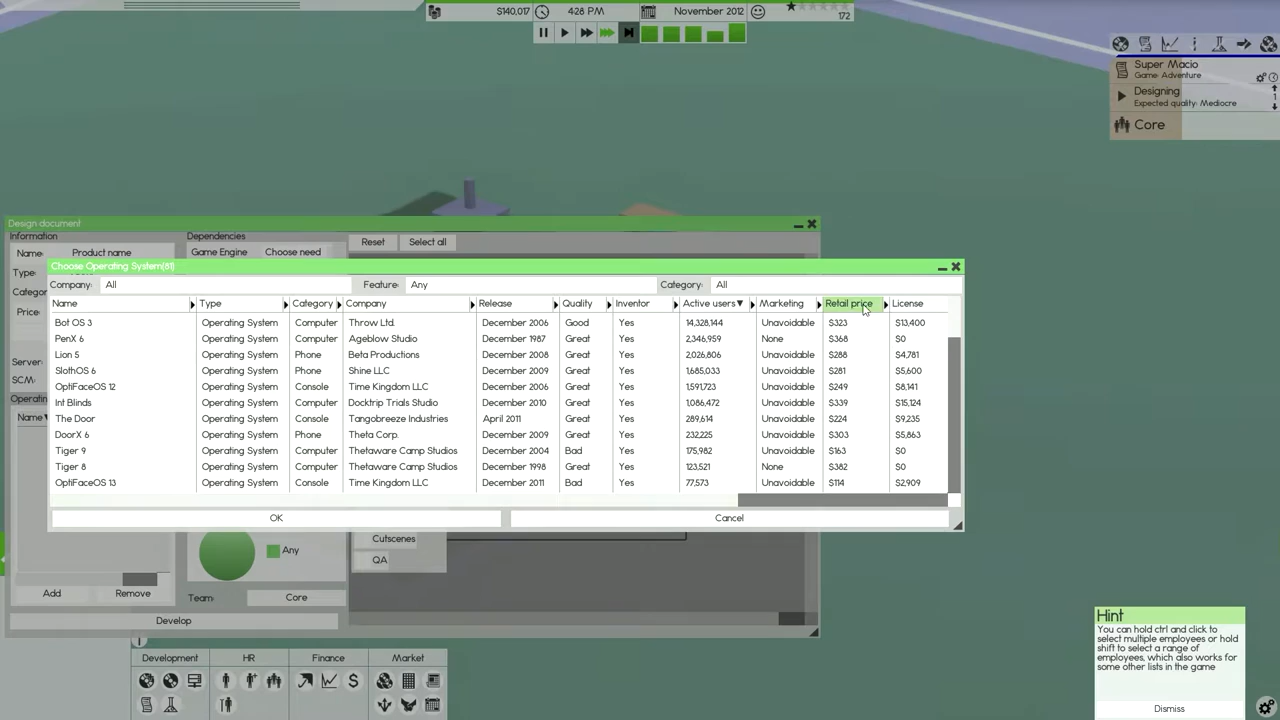 $140,017
4:28 PM
November 2012
172
Super Macio
Game: Adventure
Designing
Expected quality: Mediocre
1
Core
Design document
Information
Dependencies
Reset
Select all
Name:
Product name
Game Engine
Choose need
Type:
Choose Operating System(61)
Company:
All
Feature:
Any
Category:
All
Name Type Category Company Release Quality Inventor Active users▼ Marketing Retail price License
Bot OS 3 Operating System Computer Throw Ltd. December 2006 Good Yes 14,328,144 Unavoidable $323 $13,400
PenX 6 Operating System Computer Ageblow Studio December 1987 Great Yes 2,346,959 None $368 $0
Lion 5 Operating System Phone Beta Productions December 2008 Great Yes 2,026,806 Unavoidable $288 $4,781
SlothOS 6 Operating System Phone Shine LLC December 2009 Great Yes 1,685,033 Unavoidable $281 $5,600
OptiFaceOS 12 Operating System Console Time Kingdom LLC December 2006 Great Yes 1,591,723 Unavoidable $249 $8,141
Int Blinds Operating System Computer Docktrip Trials Studio December 2010 Great Yes 1,086,472 Unavoidable $339 $15,124
The Door Operating System Console Tangobreeze Industries April 2011 Great Yes 289,614 Unavoidable $224 $9,235
DoorX 6 Operating System Phone Theta Corp. December 2009 Great Yes 232,225 Unavoidable $303 $5,863
Tiger 9 Operating System Computer Thetaware Camp Studios December 2004 Bad Yes 175,982 Unavoidable $163 $0
Tiger 8 Operating System Computer Thetaware Camp Studios December 1998 Great Yes 123,521 None $382 $0
OptiFaceOS 13 Operating System Console Time Kingdom LLC December 2011 Bad Yes 77,573 Unavoidable $114 $2,909
OK
Cancel
Categor
Price:
Server:
SCM:
Operatin
Name▼
Cutscenes
Any
QA
Add
Remove
Team:
Core
Develop
Development
HR
Finance
Market
Hint
You can hold ctrl and click to
select multiple employees or hold
shift to select a range of
employees, which also works for
some other lists in the game
Dismiss